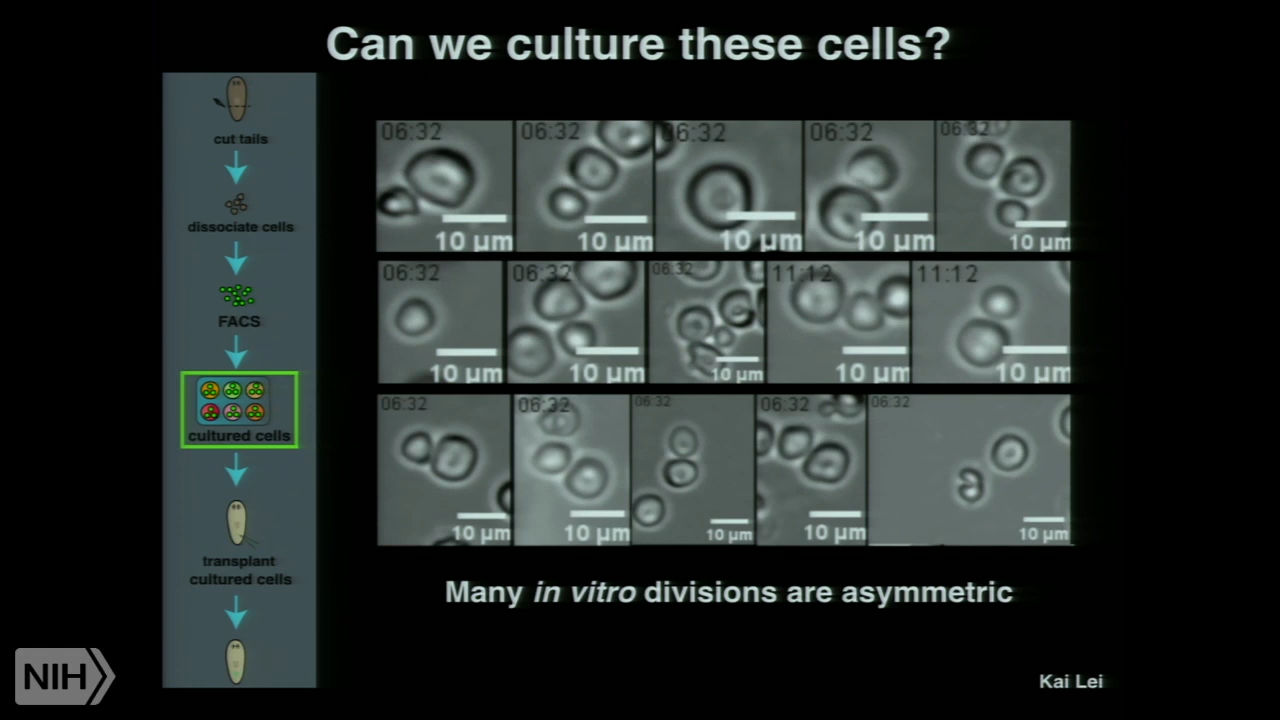 Can we culture these cells?
cut tails
dissociate cells
FACS
cultured cells
transplant
cultured cells
06:32 06:32 06:32 06:32 06:32
10 µm 10 µm 10 µm 10 µm 10 µm
06:32 06:32 06:32 11:12 11:12
10 µm 10 µm 10 µm 10 µm 10 µm
06:32 06:32 06:32 06:32 06:32
10 µm 10 µm 10 µm 10 µm 10 µm
Many in vitro divisions are asymmetric
NIH
Kai Lei